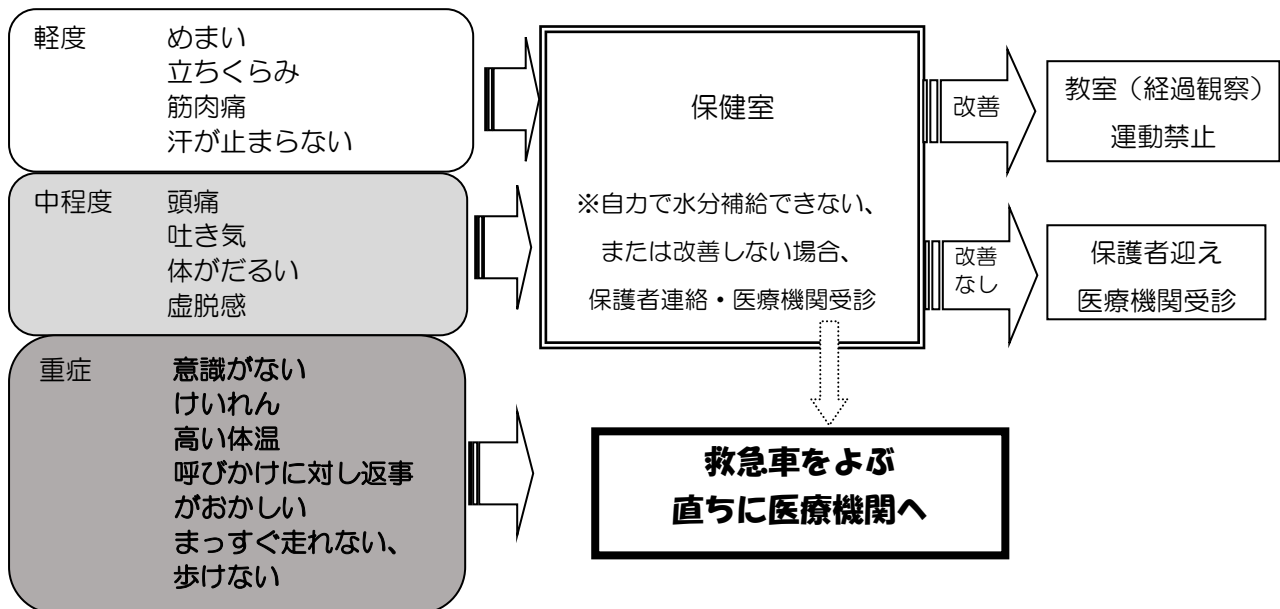 軽度 めまい
立ちくらみ
筋肉痛
汗が止まらない
中程度 頭痛
吐き気
体がだるい
虚脱感
重症 意識がない
けいれん
高い体温
呼びかけに対し返事
がおかしい
まっすぐ走れない、
歩けない
保健室
※自力で水分補給できない、
または改善しない場合、
保護者連絡・医療機関受診
改善
教室（経過観察）
運動禁止
改善
なし
保護者迎え
医療機関受診
救急車をよぶ
直ちに医療機関へ